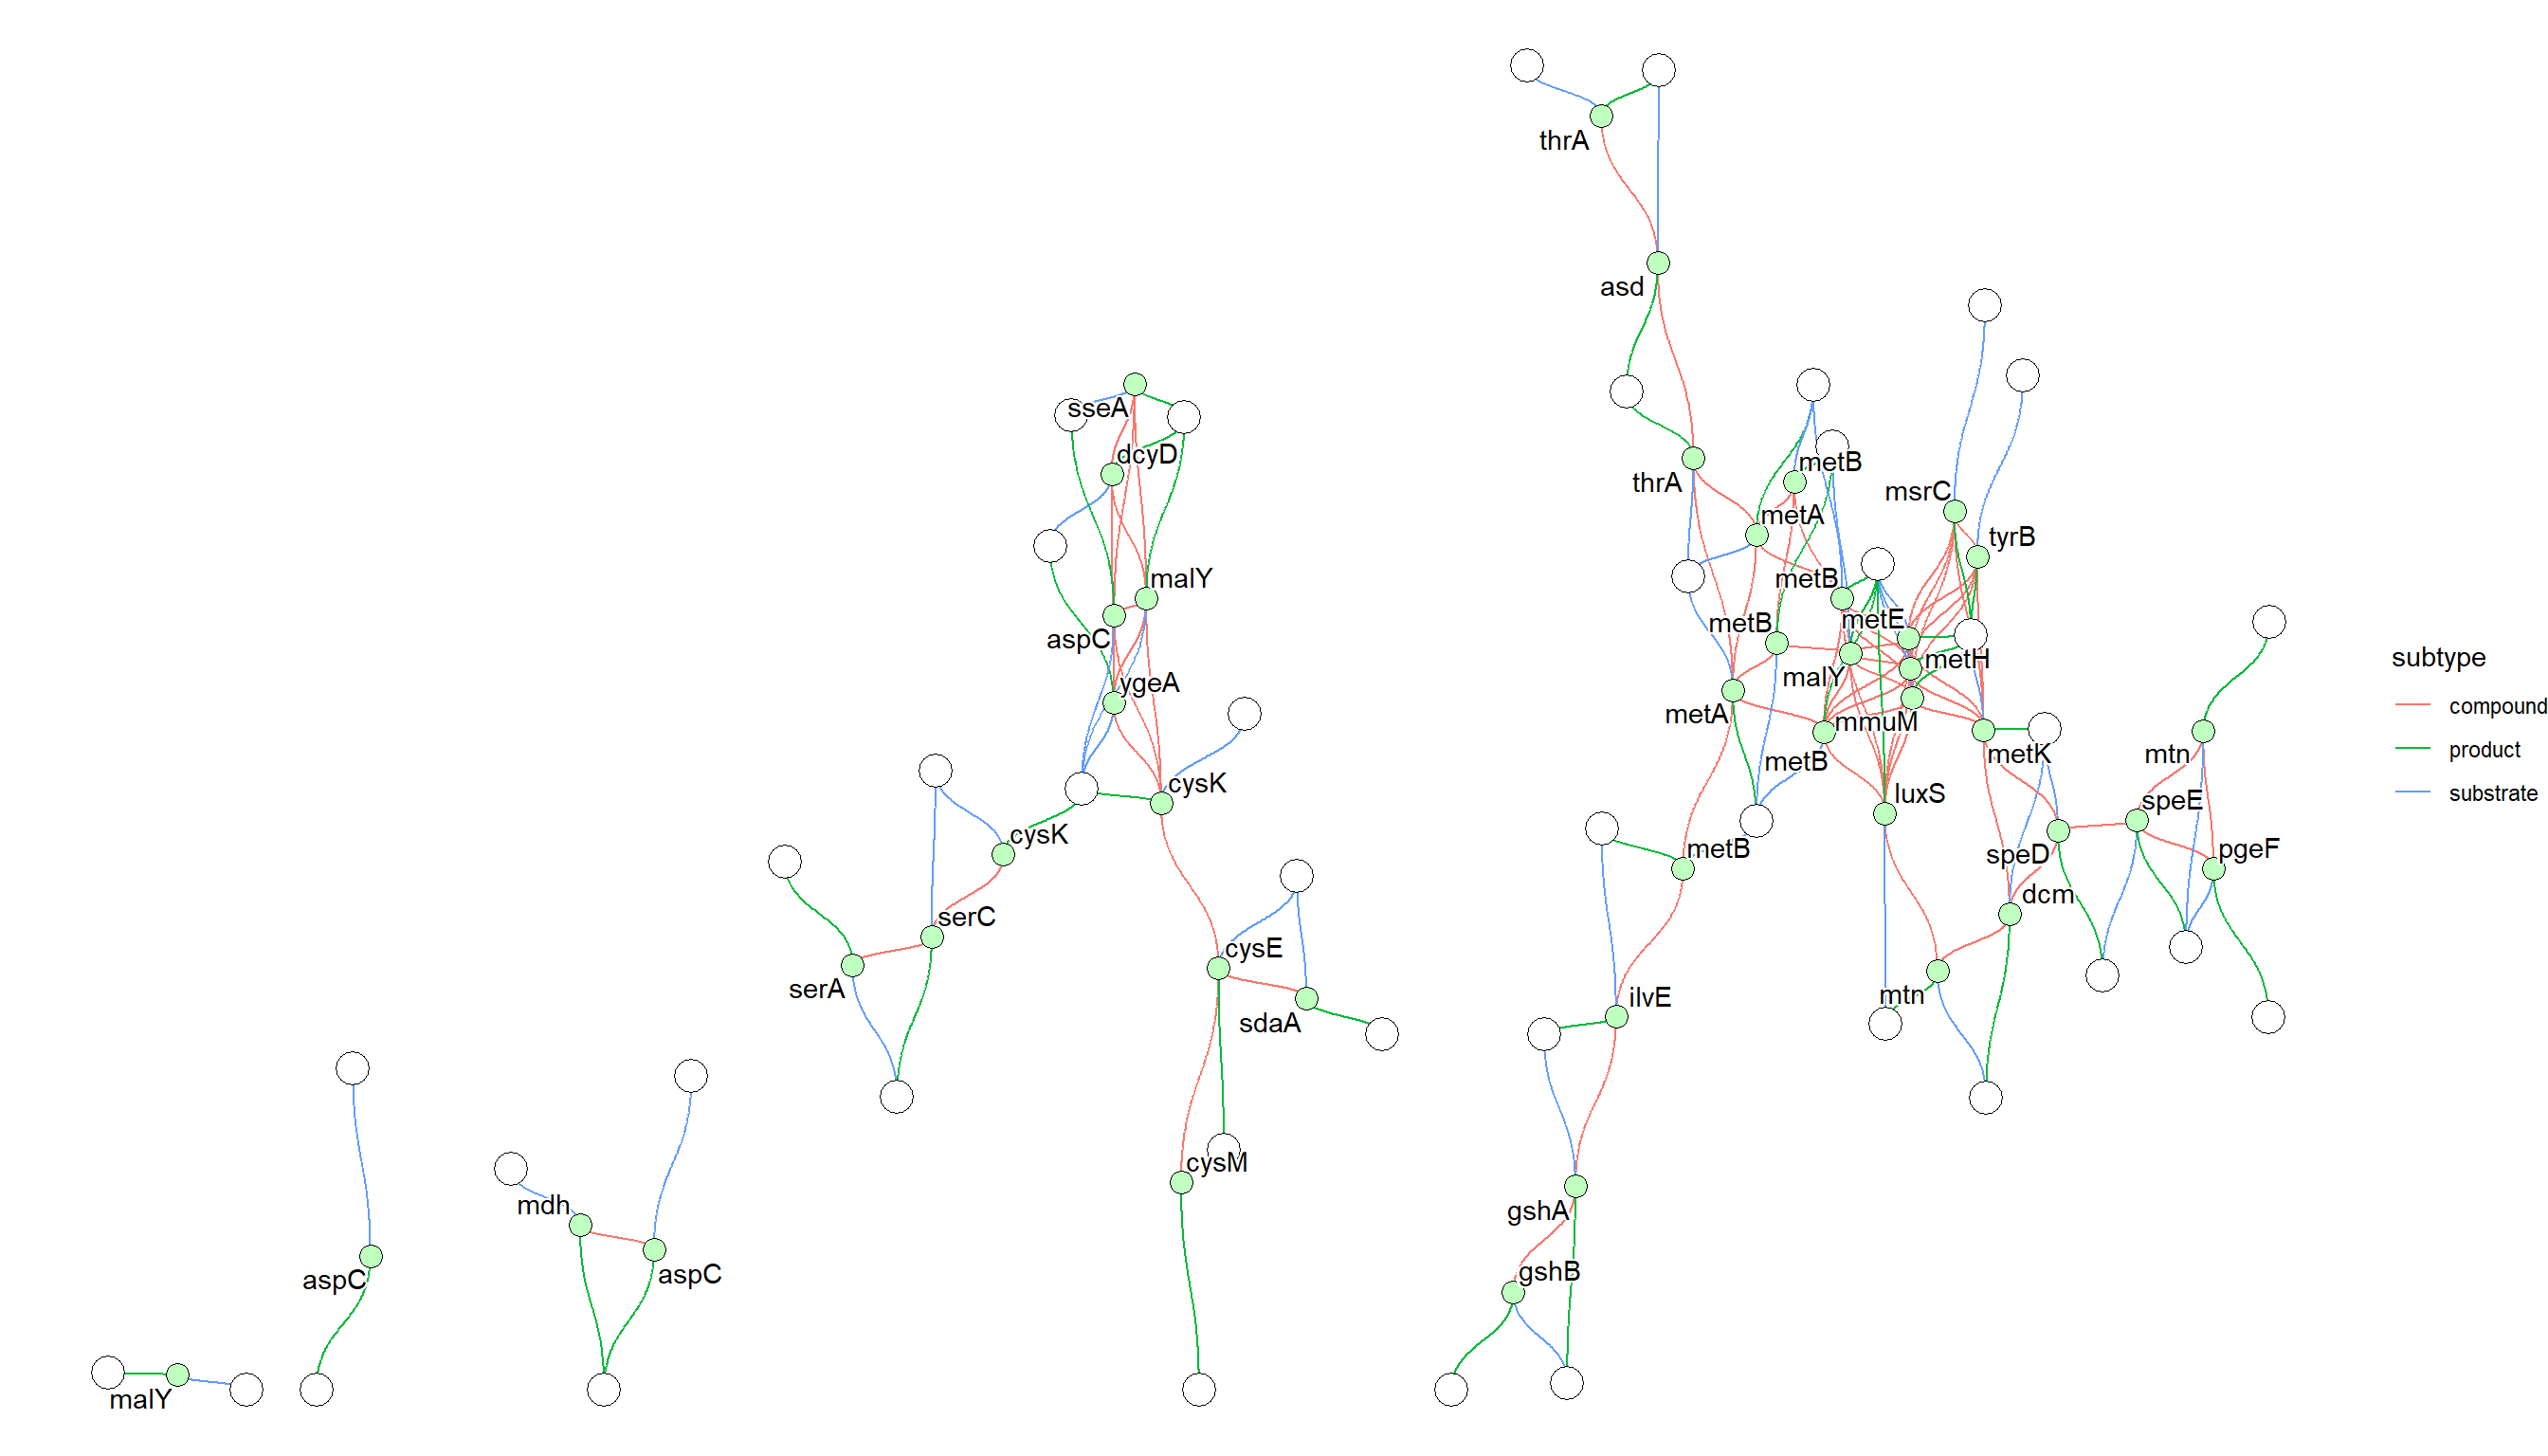 thrA
asd
sseA
dcyD
metB
thrA
msrC
metA
tyrB
malY
metB
metE
metB
aspC
metH
subtype
malY
ygeA
compound
metA
mmuM
product
metK
mtn
metB
cysK
substrate
luxS
speE
cysK
metB
speD
pgeF
dcm
serC
cysE
serA
mtn
ilvE
sdaA
cysM
mdh
gshA
aspC
gshB
aspC
malY